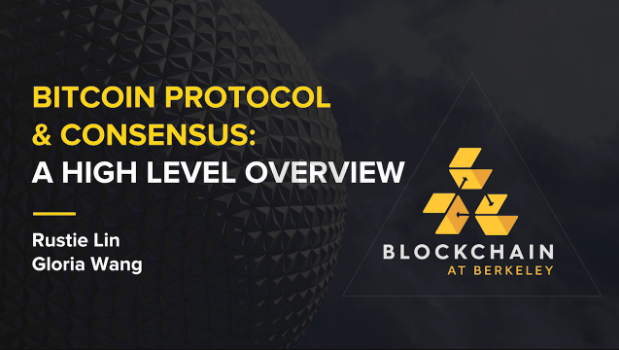 BITCOIN PROTOCOL
& CONSENSUS:
A HIGH LEVEL OVERVIEW
Rustie Lin
Gloria Wang
BLOCKCHAIN
AT BERKELEY